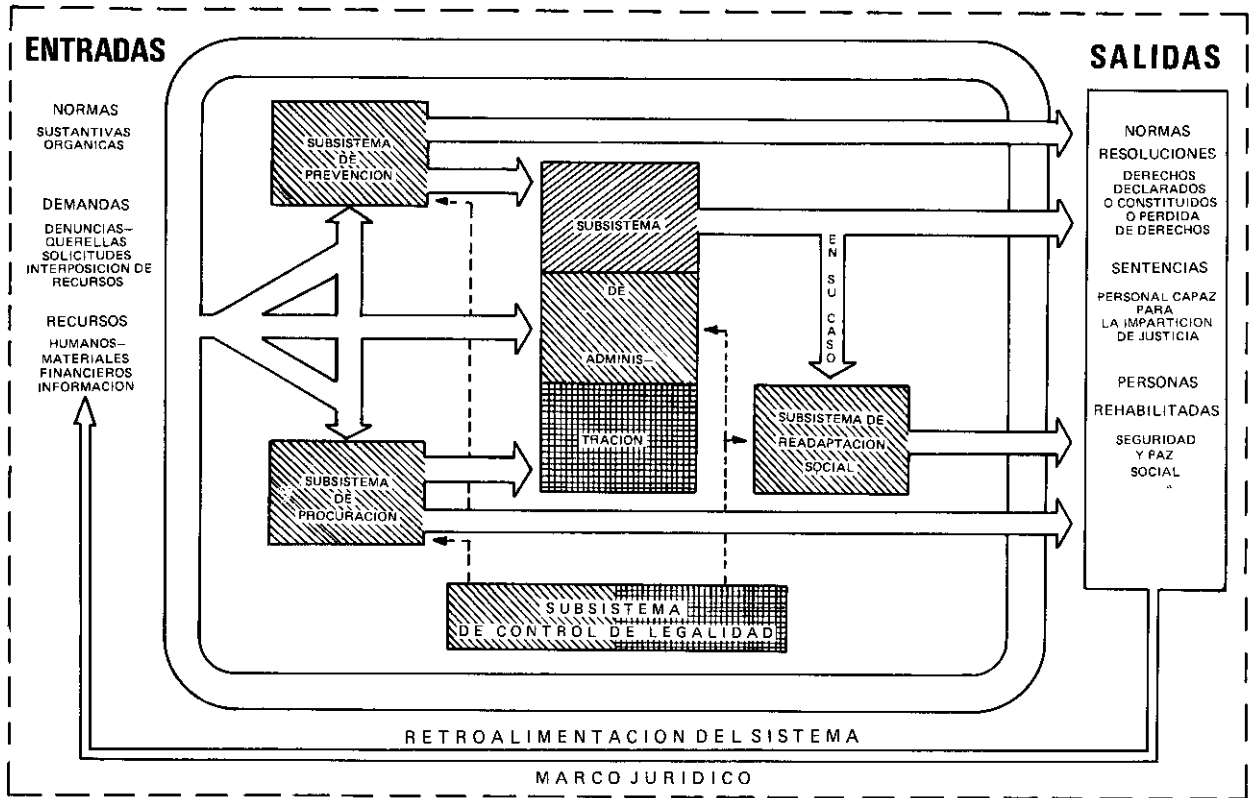 ENTRADAS
NORMAS
SUSTANTIVAS
ORGANICAS
DEMANDAS
DENUNCIAS—
QUERELLAS
SOLICITUDES
INTERPOSICION DE
RECURSOS
RECURSOS
HUMANOS—
MATERIALES
FINANCIEROS
INFORMACION
SUBSISTEMA
DE
PREVENCION
SUBSISTEMA
DE
PROCURACION
SUBSISTEMA
DE
ADMINIS—
TRACION
EN SU CASO
SUBSISTEMA DE
READAPTACION
SOCIAL
SUBSISTEMA
DE CONTROL DE LEGALIDAD
SALIDAS
NORMAS
RESOLUCIONES
DERECHOS
DECLARADOS
O CONSTITUIDOS
O PERDIDA
DE DERECHOS
SENTENCIAS
PERSONAL CAPAZ
PARA
LA IMPARTICION
DE JUSTICIA
PERSONAS
REHABILITADAS
SEGURIDAD
Y PAZ
SOCIAL
RETROALIMENTACION DEL SISTEMA
MARCO JURIDICO